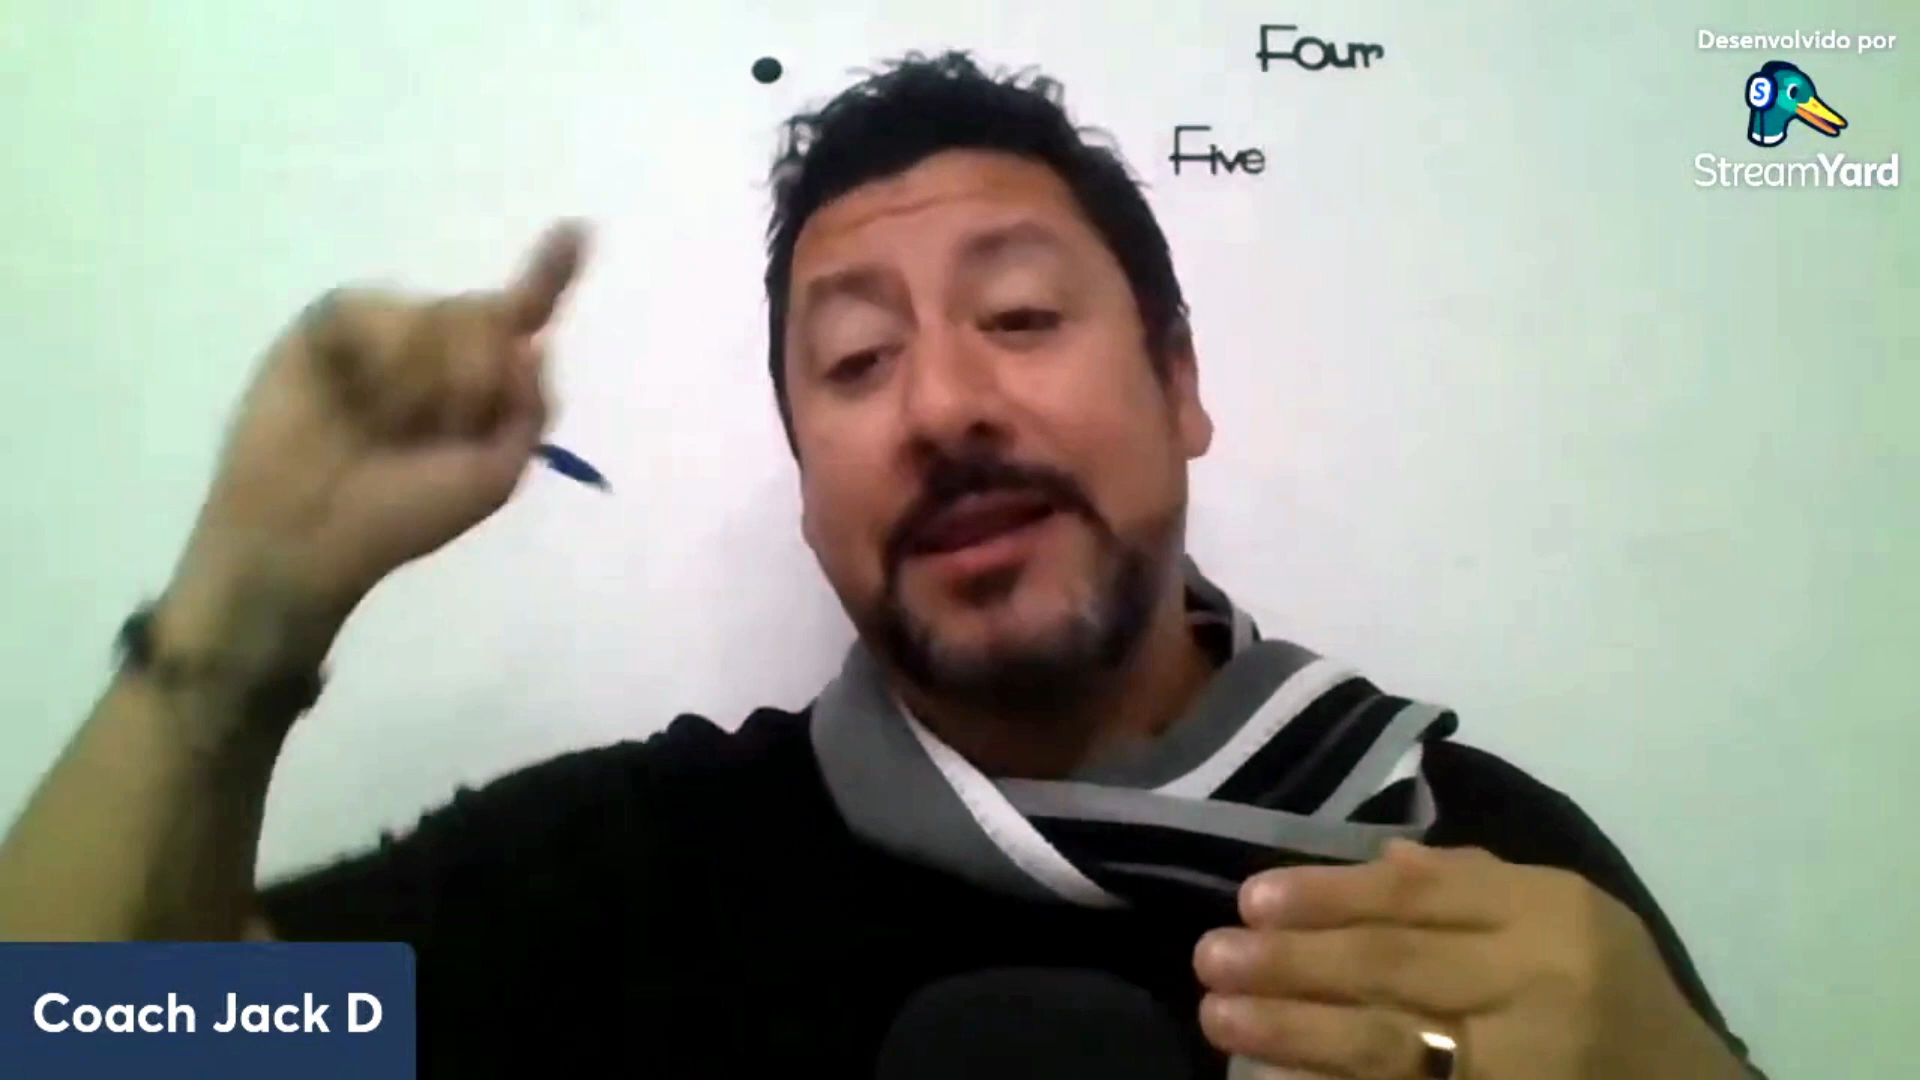 Four
Five
Desenvolvido por
S
StreamYard
Coach Jack D